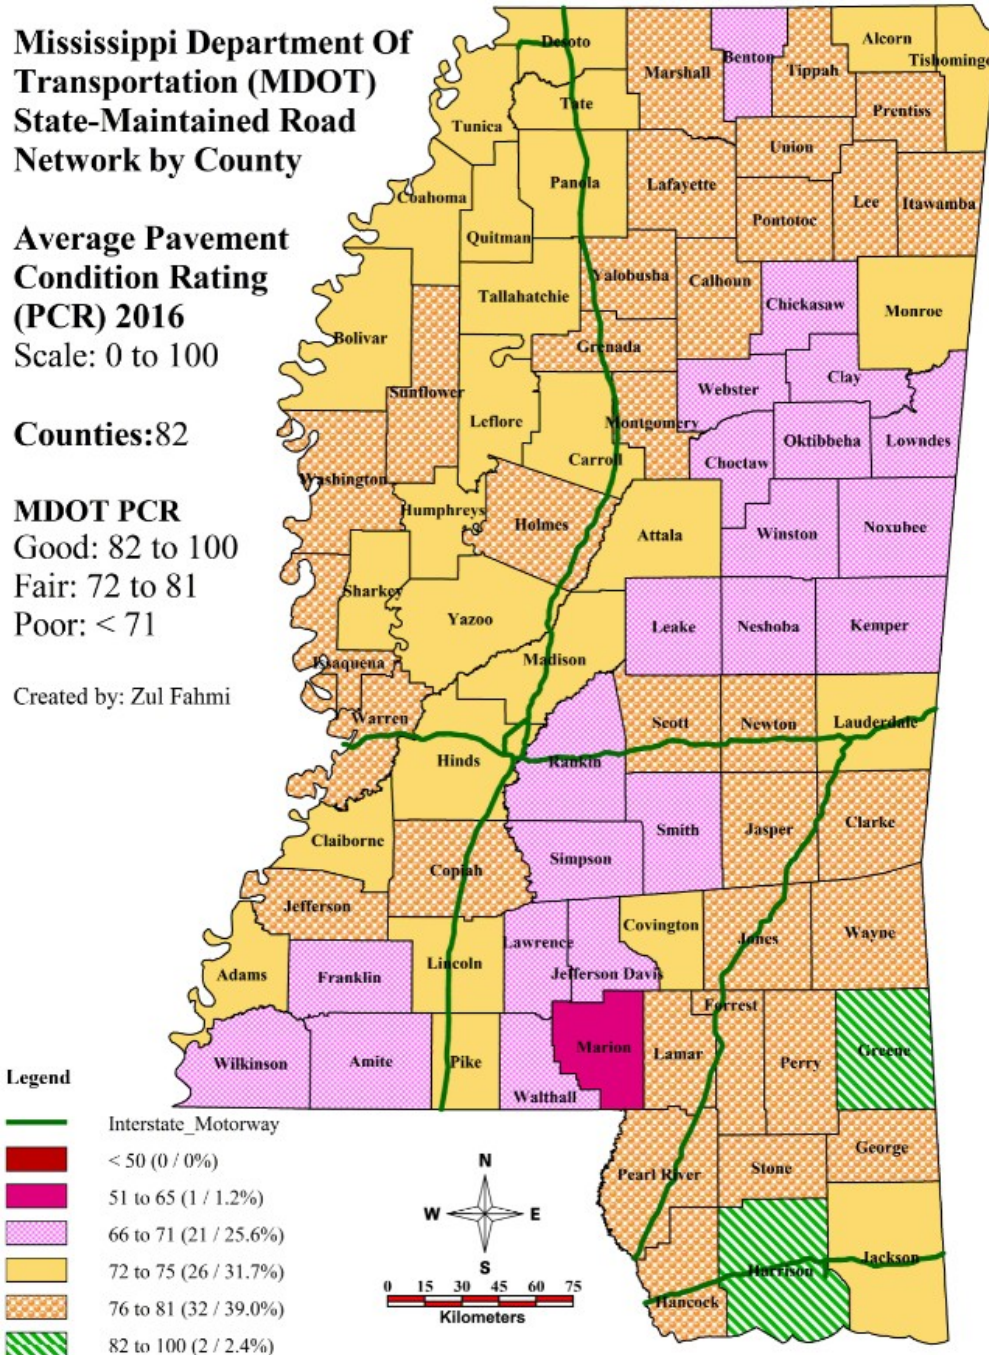 Mississippi Department Of
Transportation (MDOT)
State-Maintained Road
Network by County
Average Pavement
Condition Rating
(PCR) 2016
Scale: 0 to 100
Counties:82
MDOT PCR
Good: 82 to 100
Fair: 72 to 81
Poor: < 71
Created by: Zul Fahmi
Desoto
Marshall
Benton
Tippah
Alcorn
Tishomingo
Tunica
Tate
Prentiss
Union
Panola
Lafayette
Coahoma
Pontotoc
Lee
Itawamba
Quitman
Yalobusha
Calhoun
Tallahatchie
Chickasaw
Monroe
Bolivar
Grenada
Sunflower
Webster
Clay
Leflore
Montgomery
Carroll
Choctaw
Oktibbeha
Lowndes
Washington
Humphreys
Holmes
Attala
Winston
Noxubee
Sharkey
Yazoo
Leake
Neshoba
Kemper
Issaquena
Madison
Warren
Scott
Newton
Lauderdale
Hinds
Rankin
Claiborne
Smith
Jasper
Clarke
Copiah
Simpson
Jefferson
Covington
Jones
Wayne
Lawrence
Jefferson Davis
Adams
Franklin
Lincoln
Forrest
Wilkinson
Amite
Pike
Marion
Lamar
Perry
Greene
Walthall
Pearl River
Stone
George
Harrison
Jackson
Hancock
Legend
Interstate_Motorway
< 50 (0 / 0%)
51 to 65 (1 / 1.2%)
66 to 71 (21 / 25.6%)
72 to 75 (26 / 31.7%)
76 to 81 (32 / 39.0%)
82 to 100 (2 / 2.4%)
N
W E
S
0 15 30 45 60 75
Kilometers